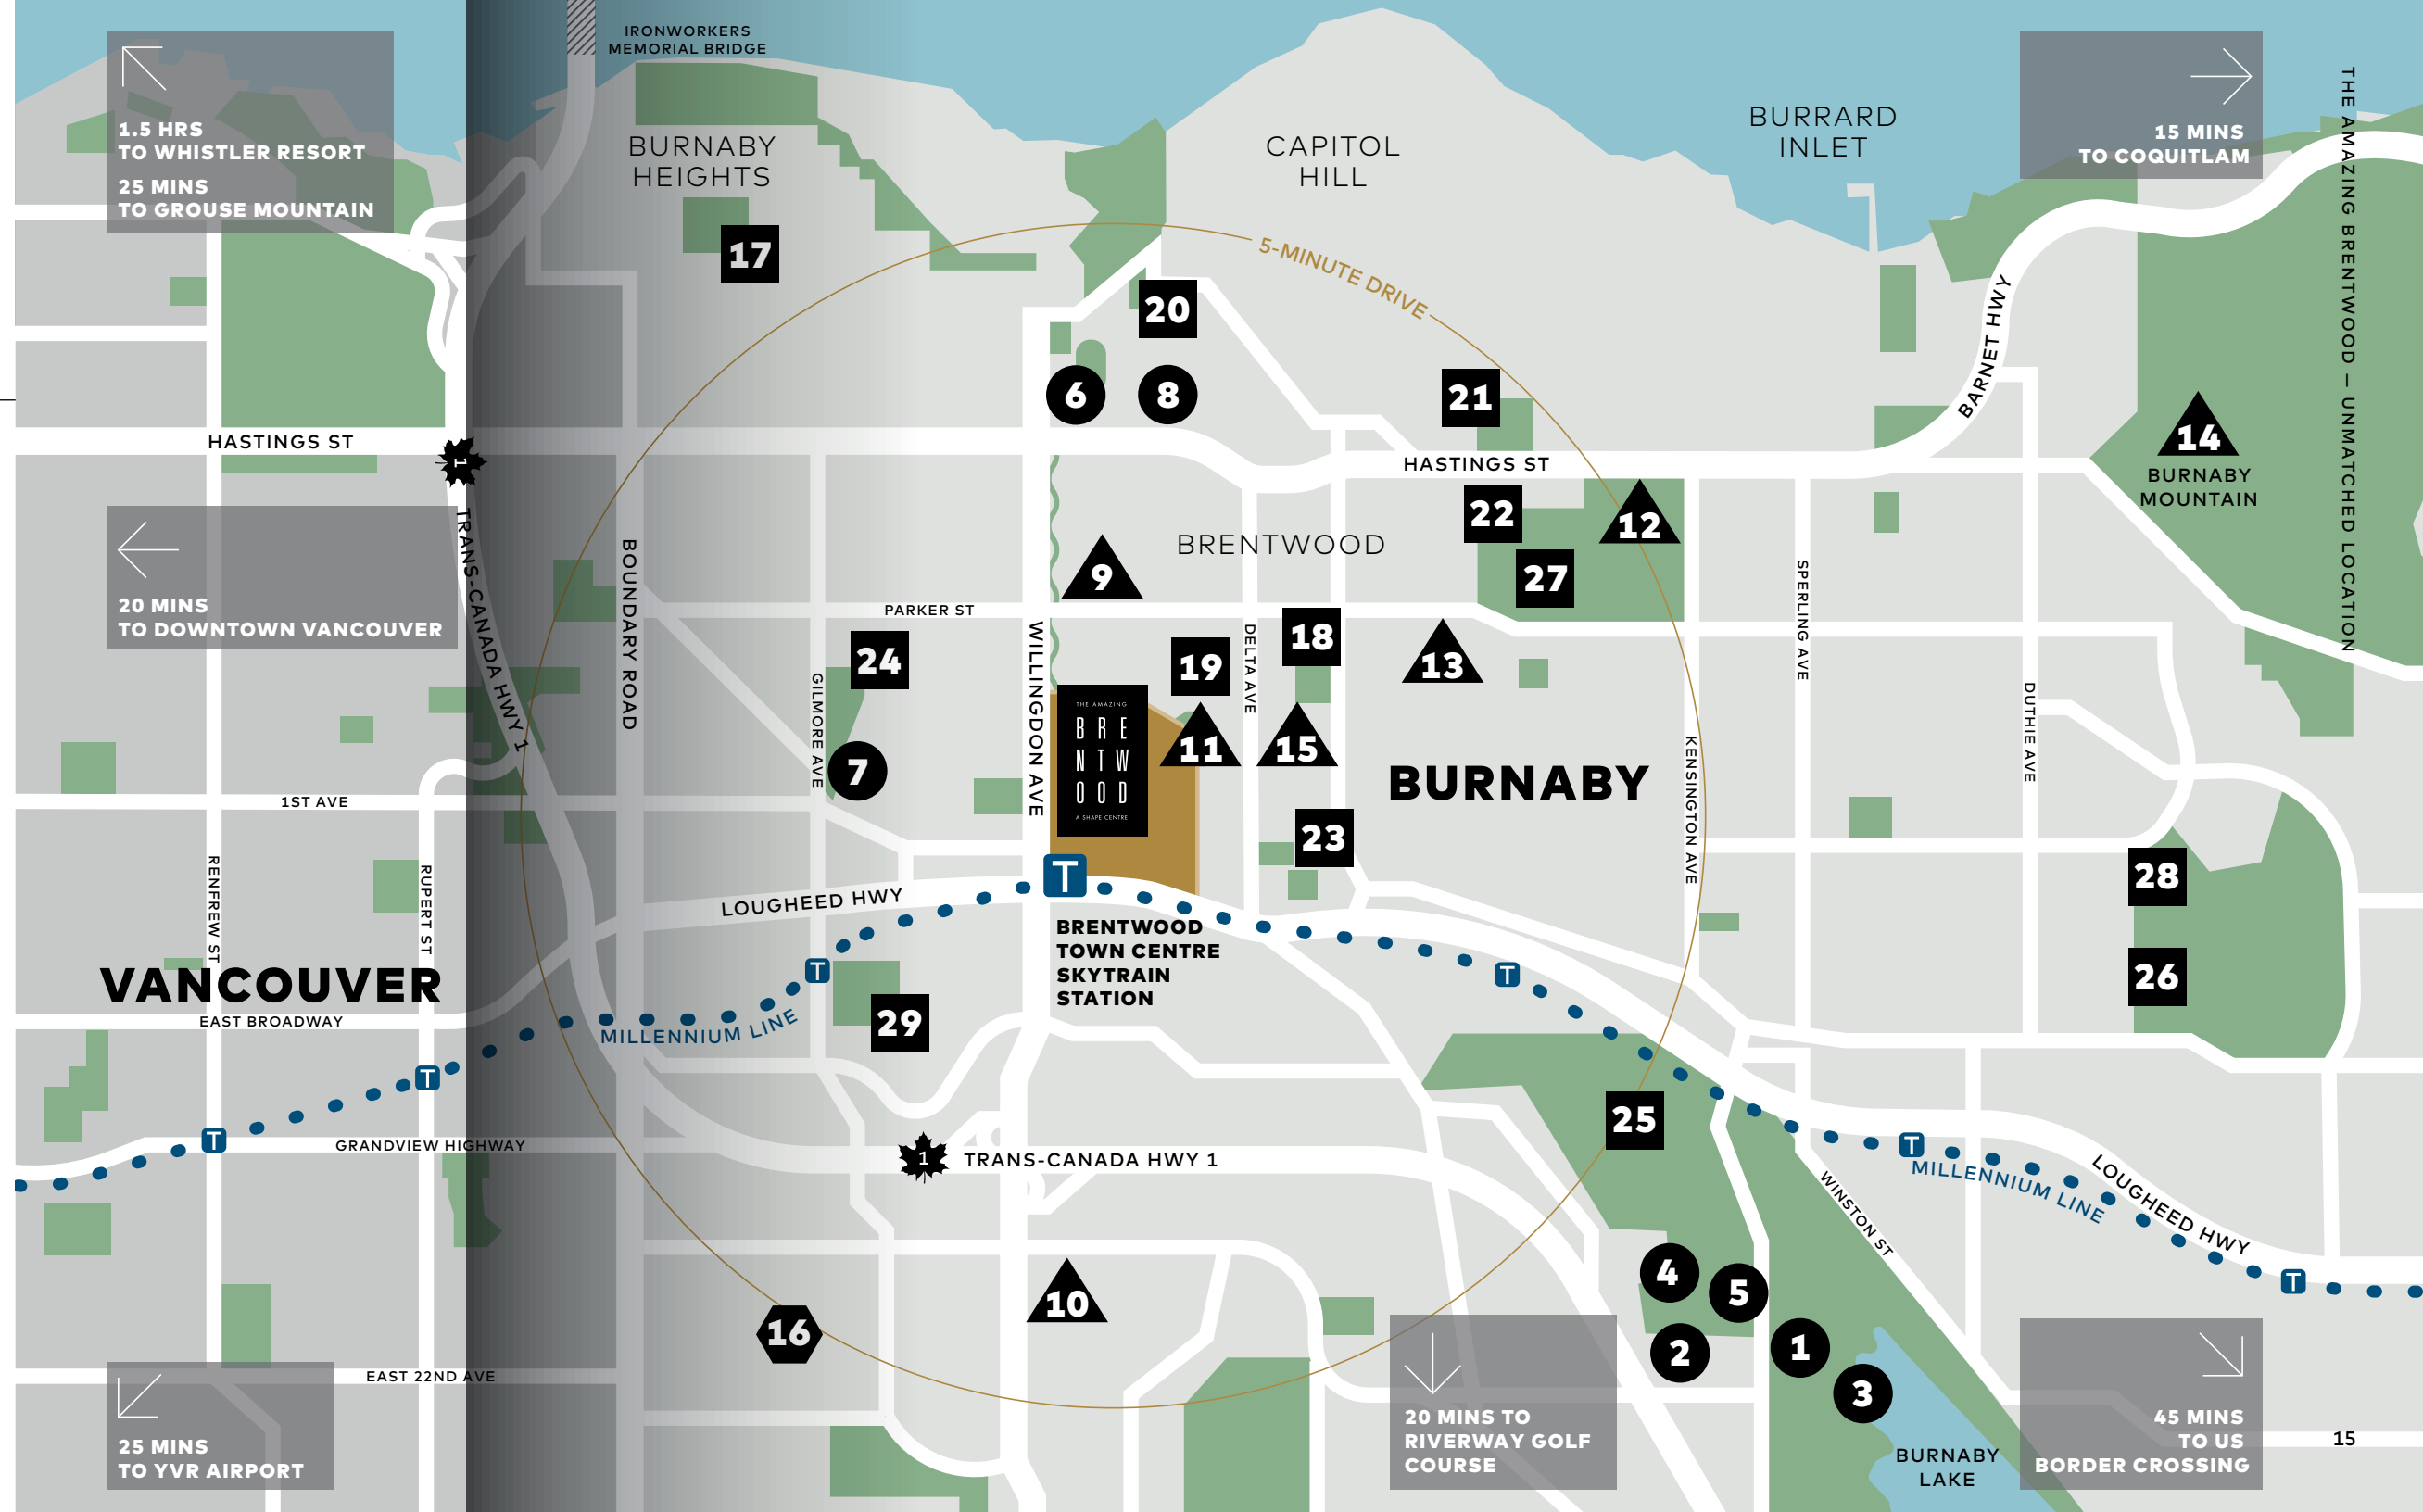 IRONWORKERS
MEMORIAL BRIDGE
1.5 HRS
TO WHISTLER RESORT
25 MINS
TO GROUSE MOUNTAIN
BURNABY
HEIGHTS
CAPITOL
HILL
BURRARD
INLET
15 MINS
TO COQUITLAM
THE AMAZING BRENTWOOD — UNMATCHED LOCATION
17
5-MINUTE DRIVE
20
BARNET HWY
6
8
21
14
BURNABY
MOUNTAIN
HASTINGS ST
1
HASTINGS ST
22
12
27
20 MINS
TO DOWNTOWN VANCOUVER
TRANS-CANADA HWY 1
BOUNDARY ROAD
BRENTWOOD
9
PARKER ST
SPERLING AVE
24
GILMORE AVE
WILLINGDON AVE
19
DELTA AVE
18
13
DUTHIE AVE
THE AMAZING
BRE
NTW
OOD
A SHAPE CENTRE
11
15
7
BURNABY
KENSINGTON AVE
1ST AVE
23
RENFREW ST
RUPERT ST
28
LOUGHEED HWY
T
BRENTWOOD
TOWN CENTRE
SKYTRAIN
STATION
T
T
26
VANCOUVER
EAST BROADWAY
MILLENNIUM LINE
29
T
T
GRANDVIEW HIGHWAY
1
TRANS-CANADA HWY 1
25
T
MILLENNIUM LINE
LOUGHEED HWY
WINSTON ST
T
4
5
10
16
2
1
3
EAST 22ND AVE
25 MINS
TO YVR AIRPORT
20 MINS TO
RIVERWAY GOLF
COURSE
BURNABY
LAKE
45 MINS
TO US
BORDER CROSSING
15